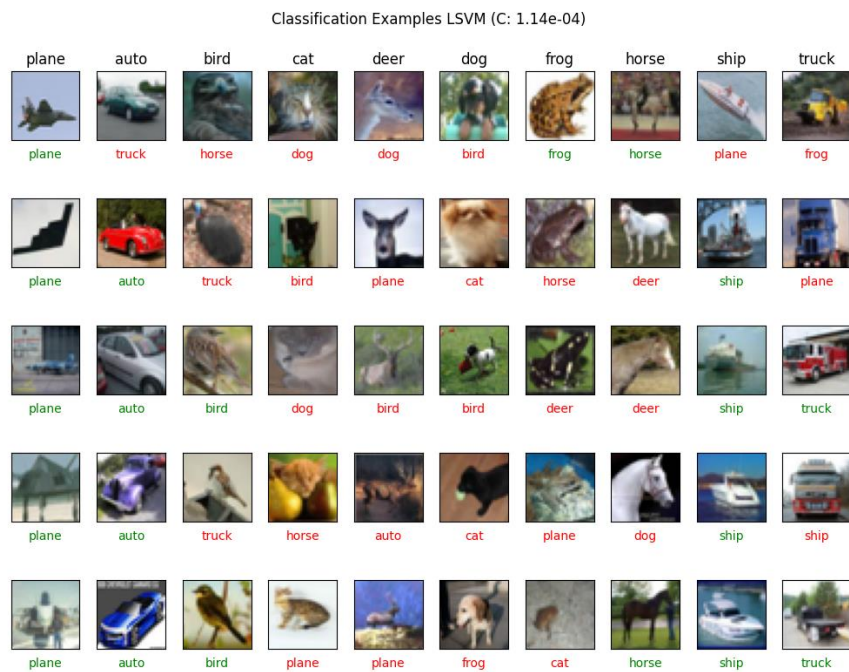 Classification Examples LSVM (C: 1.14e-04)
plane auto bird cat deer dog frog horse ship truck
plane truck horse dog dog bird frog horse plane frog
plane auto truck bird plane cat horse deer ship plane
plane auto bird dog bird bird deer deer ship truck
plane auto truck horse auto cat plane dog ship ship
plane auto bird plane plane frog cat horse ship truck